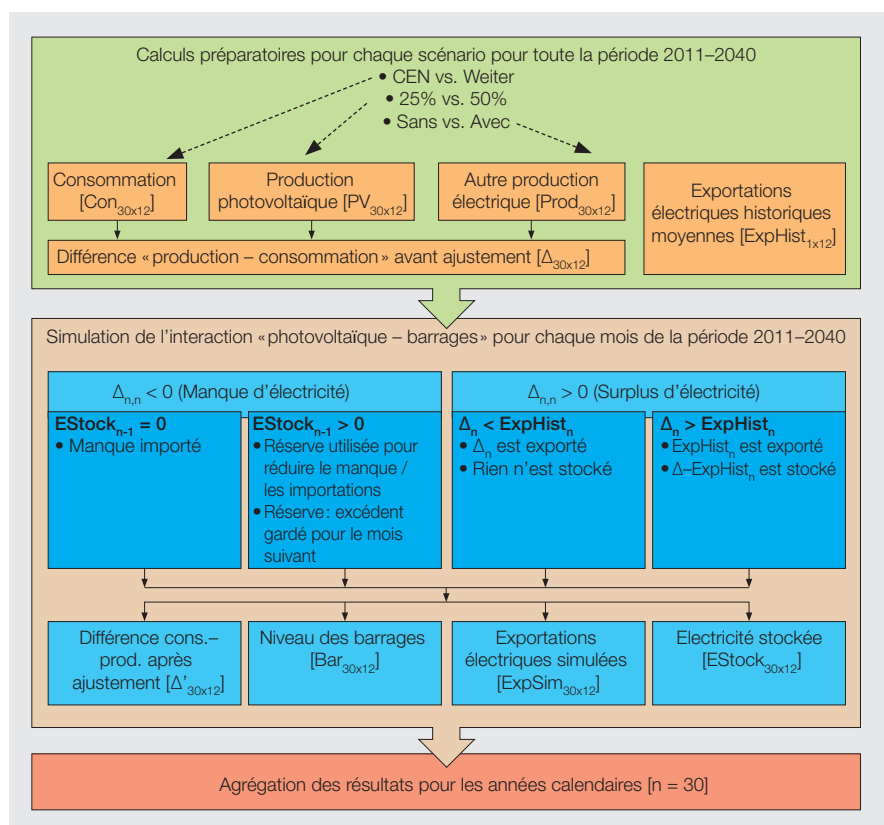 Calculs préparatoires pour chaque scénario pour toute la période 2011–2040
• CEN vs. Weiter
• 25% vs. 50%
• Sans vs. Avec
Consommation
[Con30x12]
Production
photovoltaïque [PV30x12]
Autre production
électrique [Prod30x12]
Exportations
électriques historiques
moyennes [ExpHist1x12]
Différence «production – consommation» avant ajustement [Δ30x12]
Simulation de l'interaction «photovoltaïque – barrages» pour chaque mois de la période 2011–2040
Δn,n < 0 (Manque d'électricité)
Δn,n > 0 (Surplus d'électricité)
EStockn-1 = 0
• Manque importé
EStockn-1 > 0
• Réserve utilisée pour
réduire le manque /
les importations
• Réserve: excédent
gardé pour le mois
suivant
Δn < ExpHistn
• Δn est exporté
• Rien n'est stocké
Δn > ExpHistn
• ExpHistn est exporté
• Δ–ExpHistn est stocké
Différence cons.–
prod. après
ajustement [Δ'30x12]
Niveau des barrages
[Bar30x12]
Exportations
électriques simulées
[ExpSim30x12]
Electricité stockée
[EStock30x12]
Agrégation des résultats pour les années calendaires [n = 30]